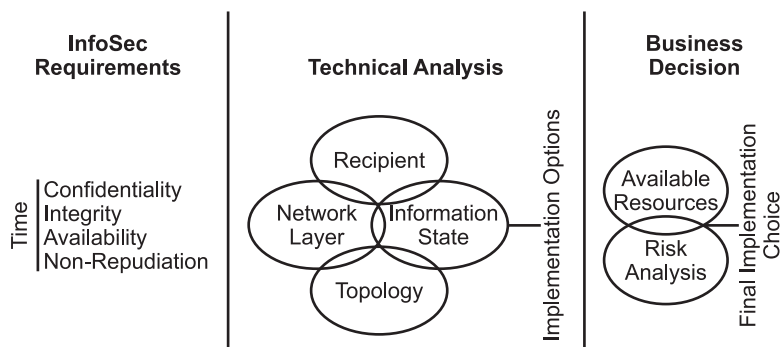 InfoSec
Requirements
Time
Confidentiality
Integrity
Availability
Non-Repudiation
Technical Analysis
Recipient
Network
Layer
Information
State
Topology
Implementation Options
Business
Decision
Available
Resources
Risk
Analysis
Final Implementation
Choice